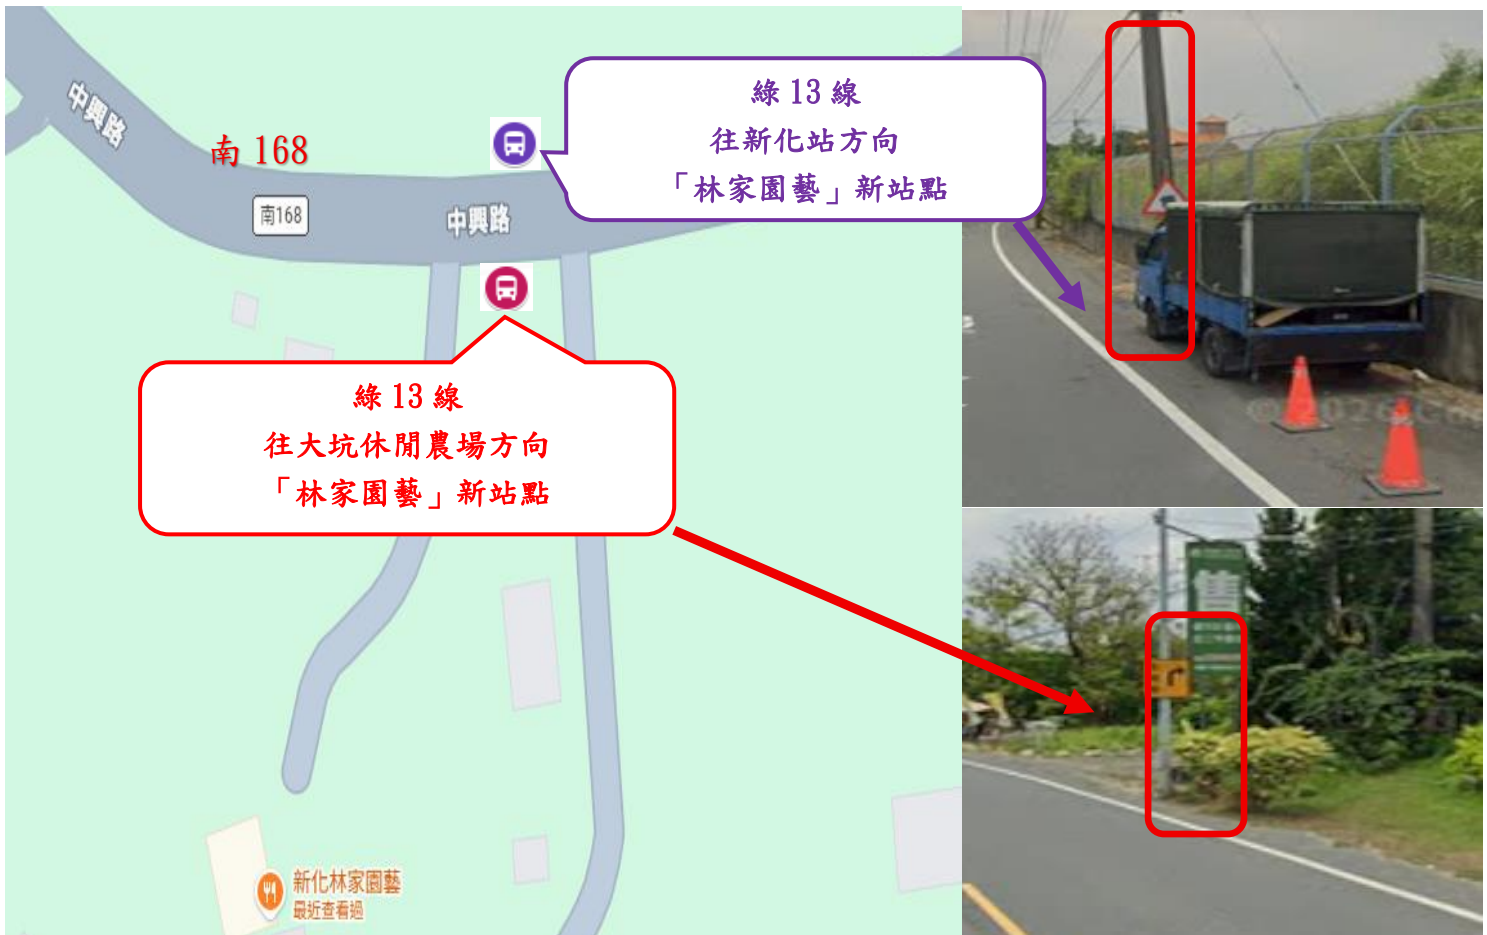 中興路
南 168
南168
中興路
綠 13 線
往新化站方向
「林家園藝」新站點
綠 13 線
往大坑休閒農場方向
「林家園藝」新站點
新化林家園藝
最近查看過
© 2026